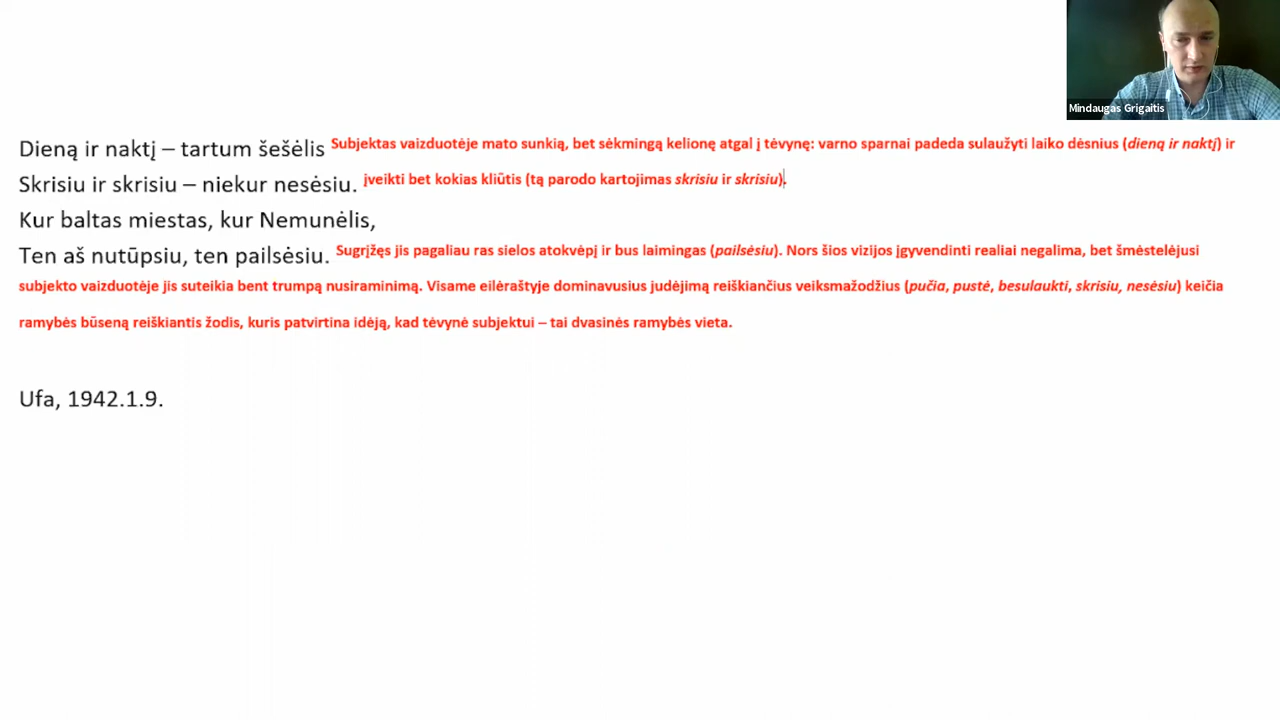 Mindaugas Grigaitis
Dieną ir naktį – tartum šešėlis Subjektas vaizduotėje mato sunkią, bet sėkmingą kelionę atgal į tėvynę: varno sparnai padeda sulaužyti laiko dėsnius (dieną ir naktį) ir
Skrisiu ir skrisiu – niekur nesėsiu. įveikti bet kokias kliūtis (tą parodo kartojimas skrisiu ir skrisiu).
Kur baltas miestas, kur Nemunėlis,
Ten aš nutūpsiu, ten pailsėsiu. Sugrįžęs jis pagaliau ras sielos atokvėpį ir bus laimingas (pailsėsiu). Nors šios vizijos įgyvendinti realiai negalima, bet šmėstelėjusi
subjekto vaizduotėje jis suteikia bent trumpą nusiraminimą. Visame eilėraštyje dominavusius judėjimą reiškiančius veiksmažodžius (pučia, pustė, besulaukti, skrisiu, nesėsiu) keičia
ramybės būseną reiškiantis žodis, kuris patvirtina idėją, kad tėvynė subjektui – tai dvasinės ramybės vieta.
Ufa, 1942.1.9.